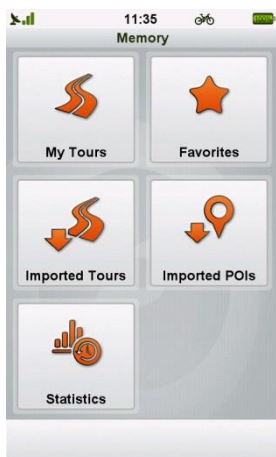 11:35
Memory
My Tours
Favorites
Imported Tours
Imported POIs
Statistics